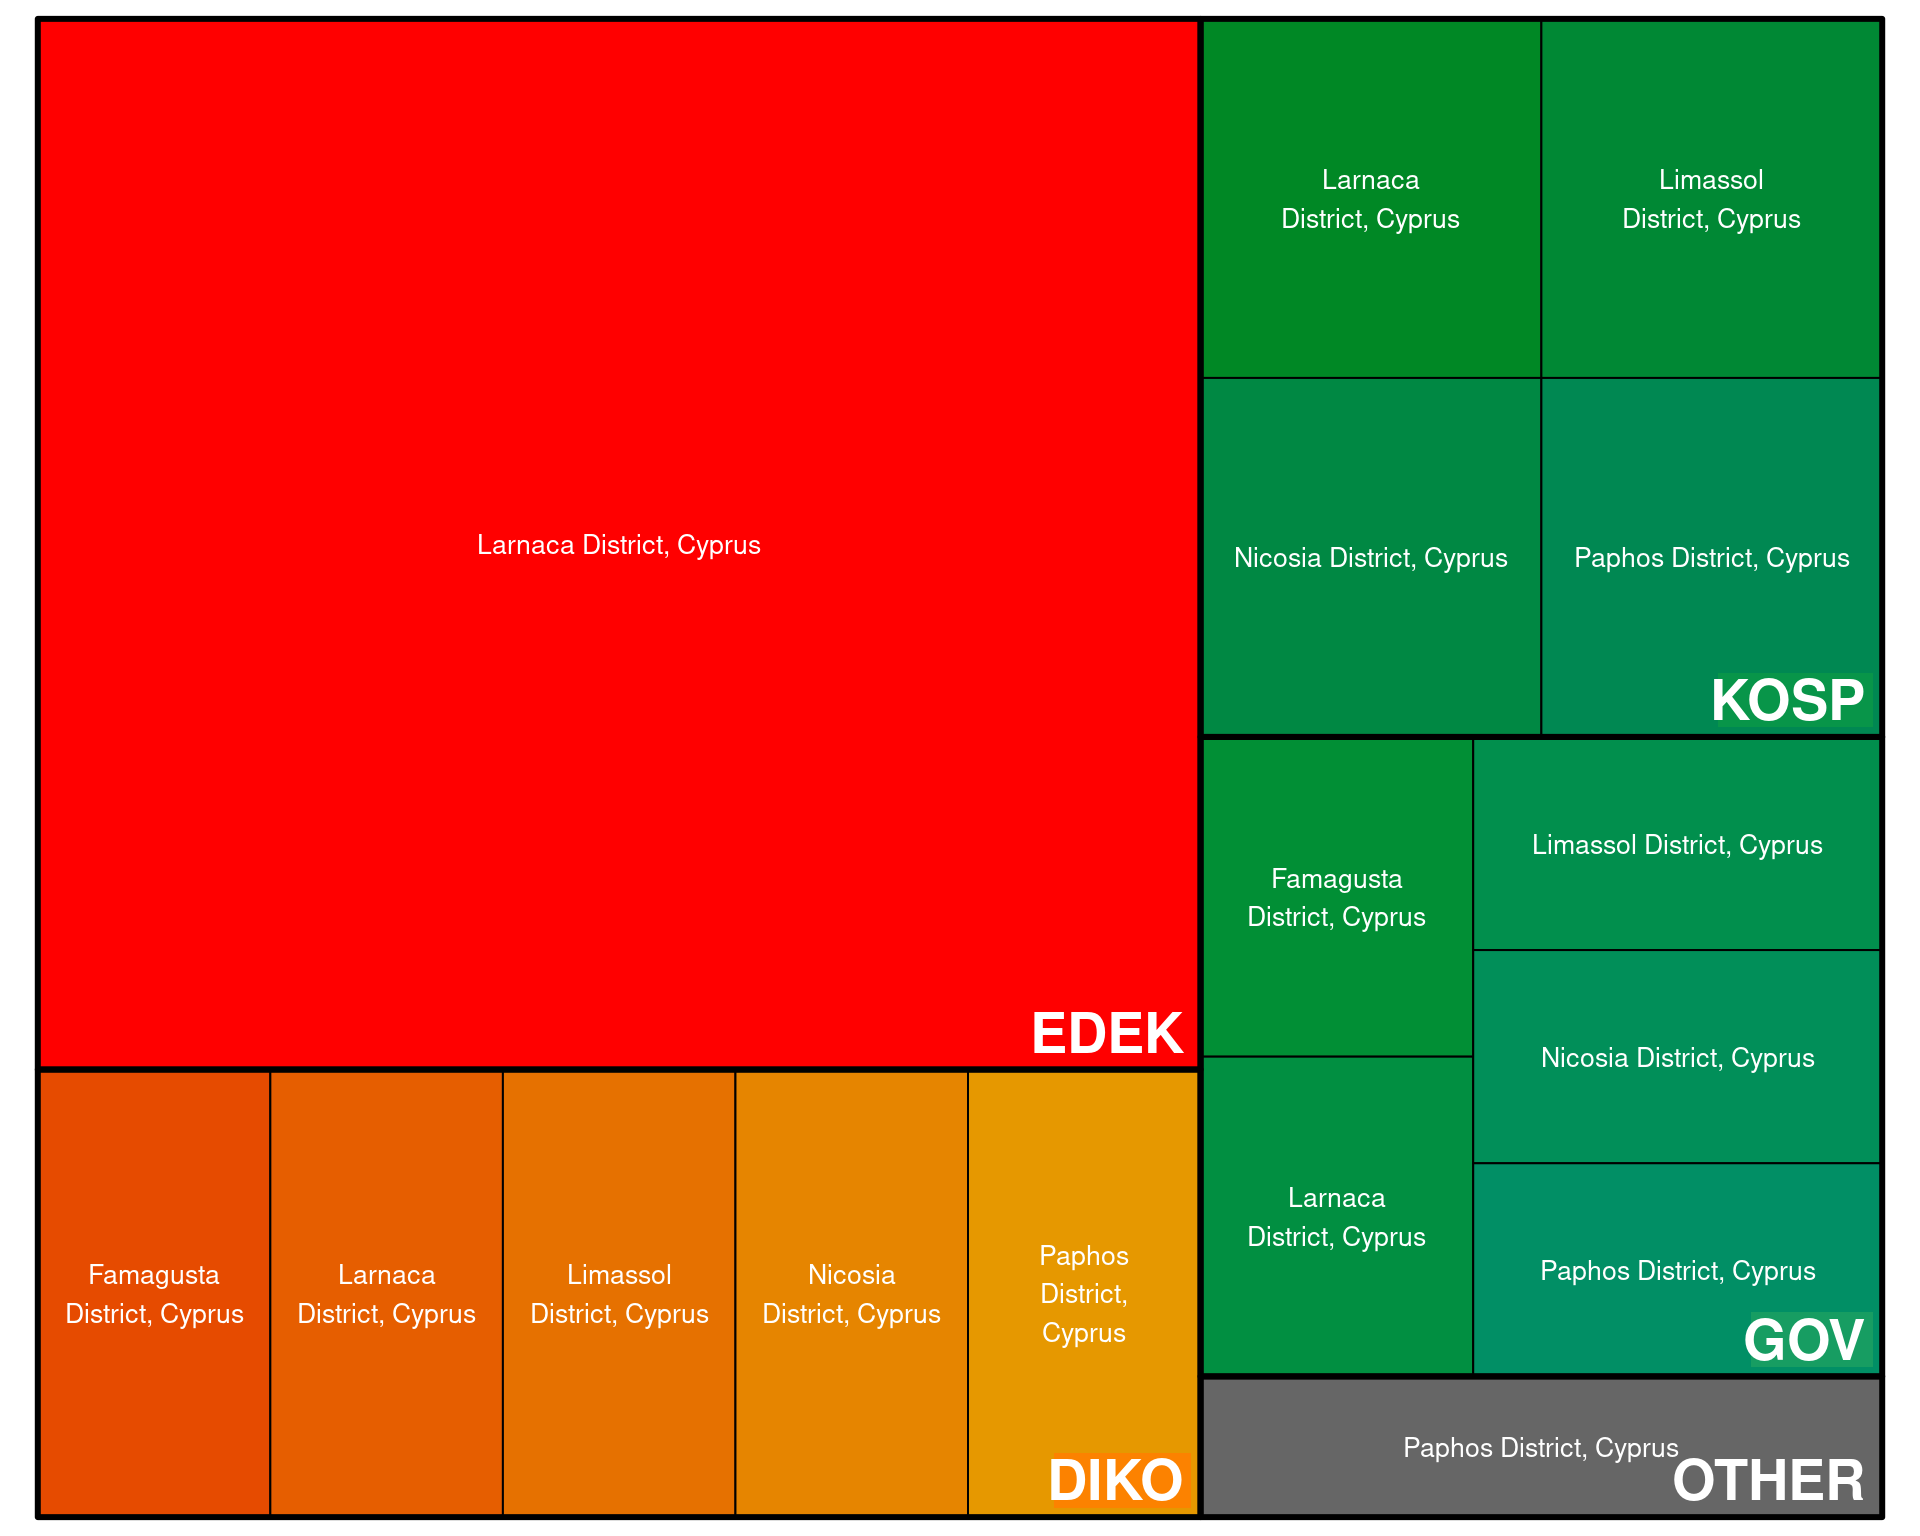 Larnaca District, Cyprus
EDEK
Famagusta
District, Cyprus
Larnaca
District, Cyprus
Limassol
District, Cyprus
Nicosia
District, Cyprus
Paphos
District,
Cyprus
DIKO
Larnaca
District, Cyprus
Limassol
District, Cyprus
Nicosia District, Cyprus
Paphos District, Cyprus
KOSP
Famagusta
District, Cyprus
Larnaca
District, Cyprus
Limassol District, Cyprus
Nicosia District, Cyprus
Paphos District, Cyprus
GOV
Paphos District, Cyprus
OTHER